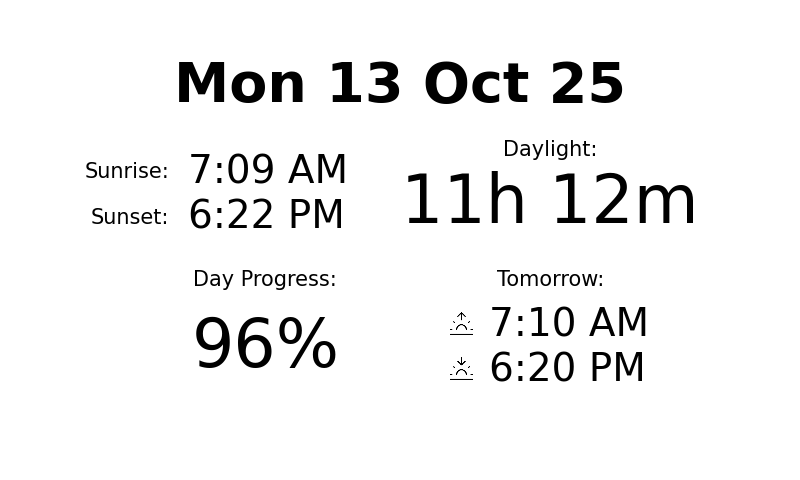 Mon 13 Oct 25
Sunrise: 7:09 AM
Sunset: 6:22 PM
Daylight:
11h 12m
Day Progress:
96%
Tomorrow:
7:10 AM
6:20 PM